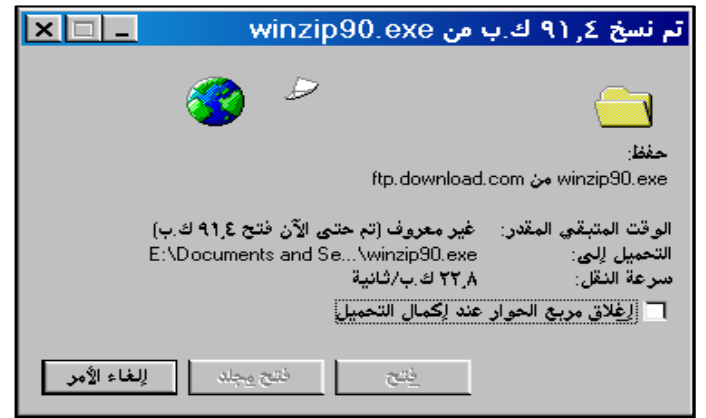 تم نسخ ٩١,٤ ك.ب من winzip90.exe
حفظ:
winzip90.exe من ftp.download.com
الوقت المتبقي المقدر: غير معروف (تم حتى الآن فتح ٩١,٤ ك.ب)
التحميل إلى: E:\Documents and Se...\winzip90.exe
سرعة النقل: ٢٢,٨ ك.ب/ثانية
إغلاق مربع الحوار عند إكمال التحميل
فتح فتح مجلد إلغاء الأمر